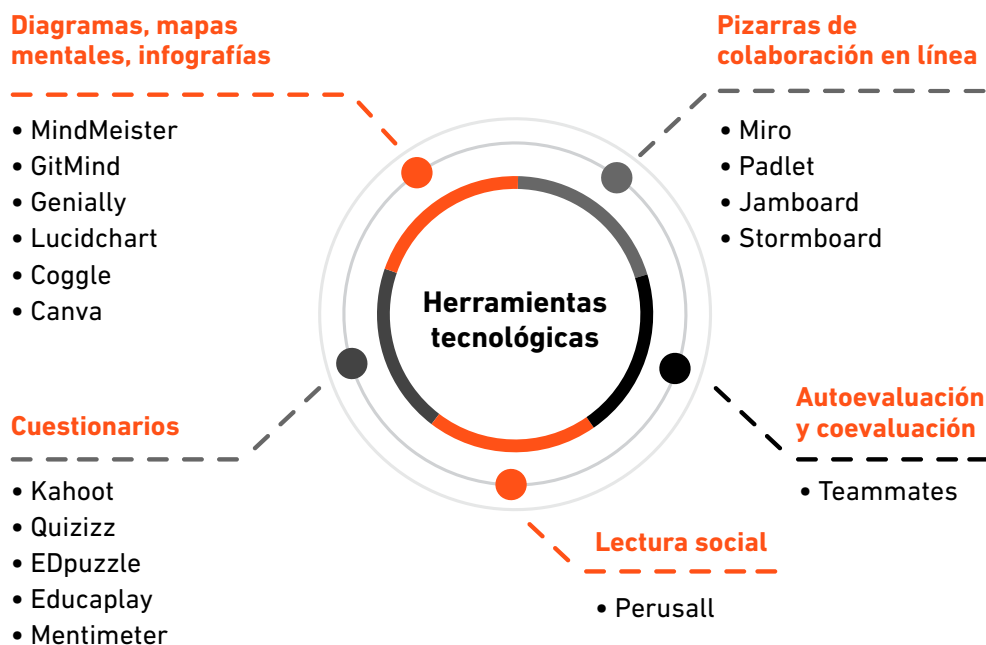 Diagramas, mapas
mentales, infografías
• MindMeister
• GitMind
• Genially
• Lucidchart
• Coggle
• Canva
Pizarras de
colaboración en línea
• Miro
• Padlet
• Jamboard
• Stormboard
Herramientas
tecnológicas
Cuestionarios
• Kahoot
• Quizizz
• EDpuzzle
• Educaplay
• Mentimeter
Autoevaluación
y coevaluación
• Teammates
Lectura social
• Perusall